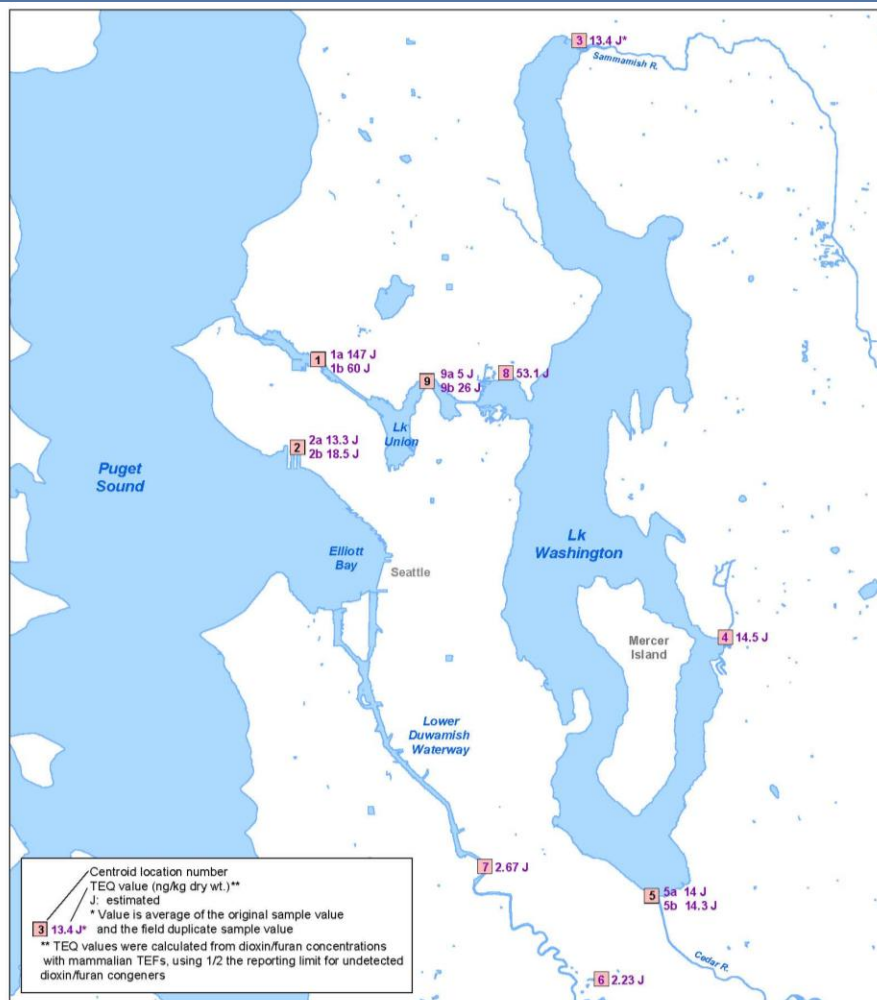 3 13.4 J*
Sammamish R.
1 1a 147 J
1b 60 J
9 9a 5 J
9b 26 J
8 53.1 J
Lk
Union
2 2a 13.3 J
2b 18.5 J
Puget
Sound
Elliott
Bay
Seattle
Lk
Washington
Mercer
Island
4 14.5 J
Lower
Duwamish
Waterway
7 2.67 J
5 5a 14 J
5b 14.3 J
Cedar R.
6 2.23 J
Centroid location number
TEQ value (ng/kg dry wt.)**
J: estimated
* Value is average of the original sample value
and the field duplicate sample value
3 13.4 J*
** TEQ values were calculated from dioxin/furan concentrations
with mammalian TEFs, using 1/2 the reporting limit for undetected
dioxin/furan congeners